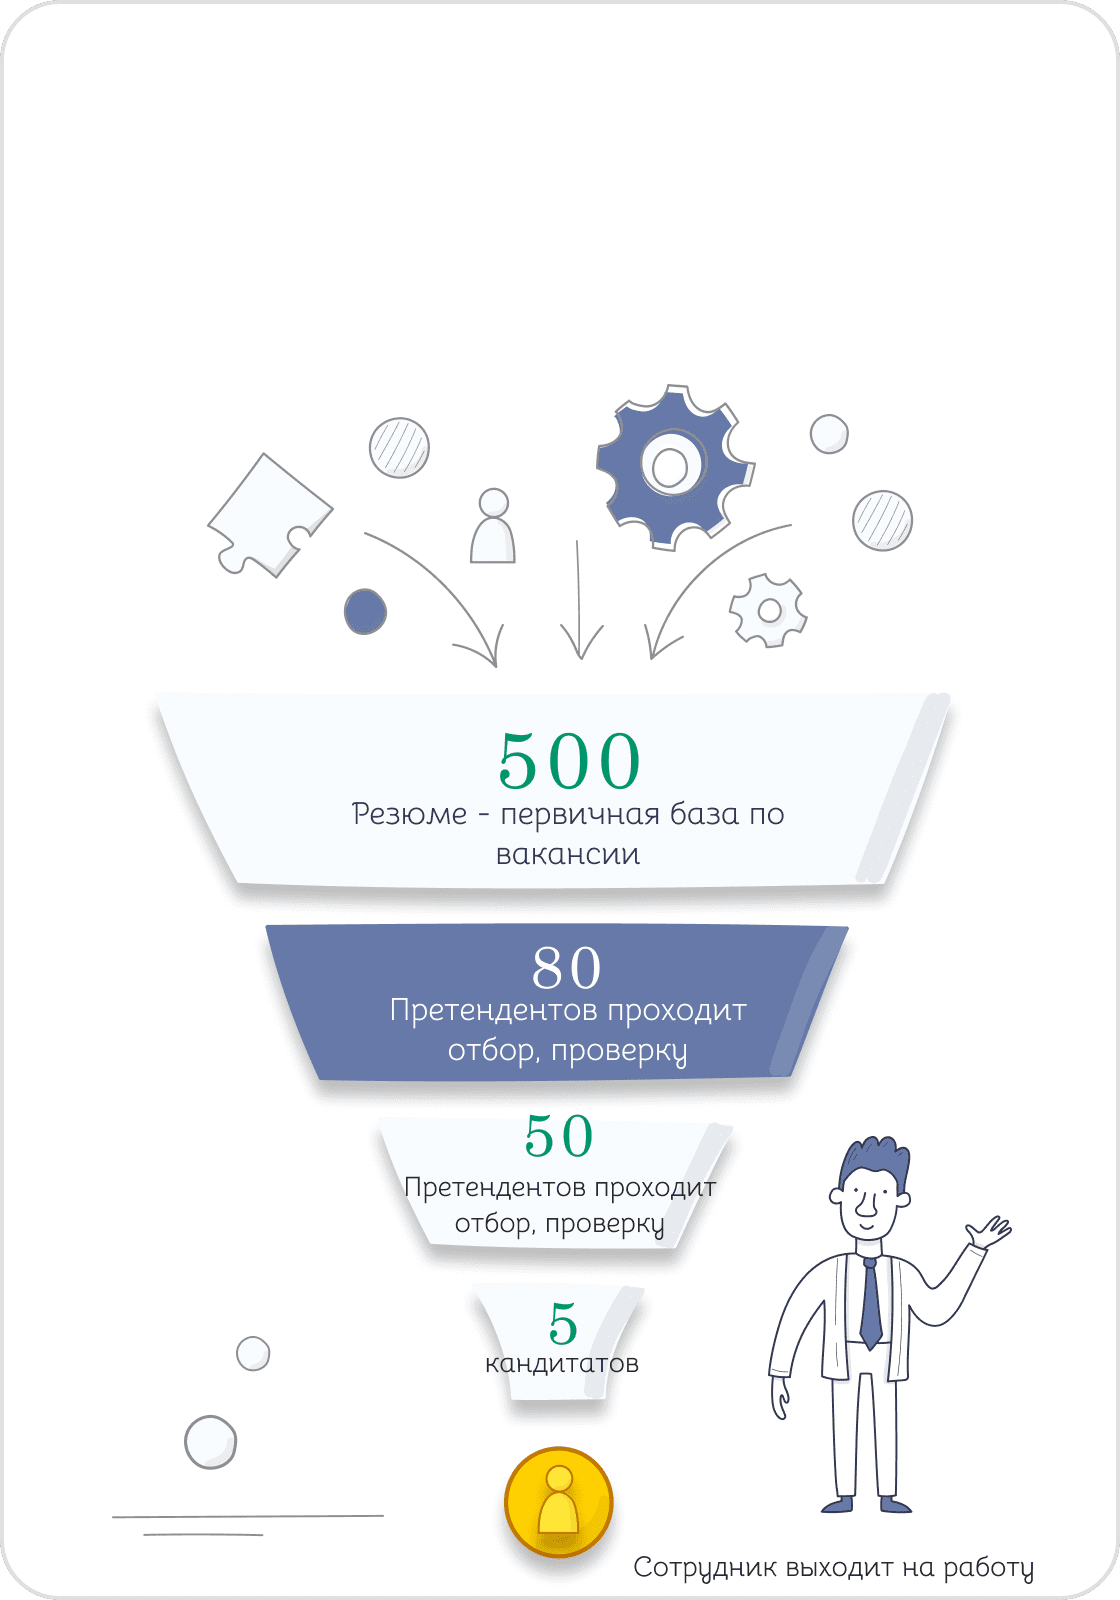 500
Резюме - первичная база по
вакансии
80
Претендентов проходит
отбор, проверку
50
Претендентов проходит
отбор, проверку
5
кандитатов
Сотрудник выходит на работу